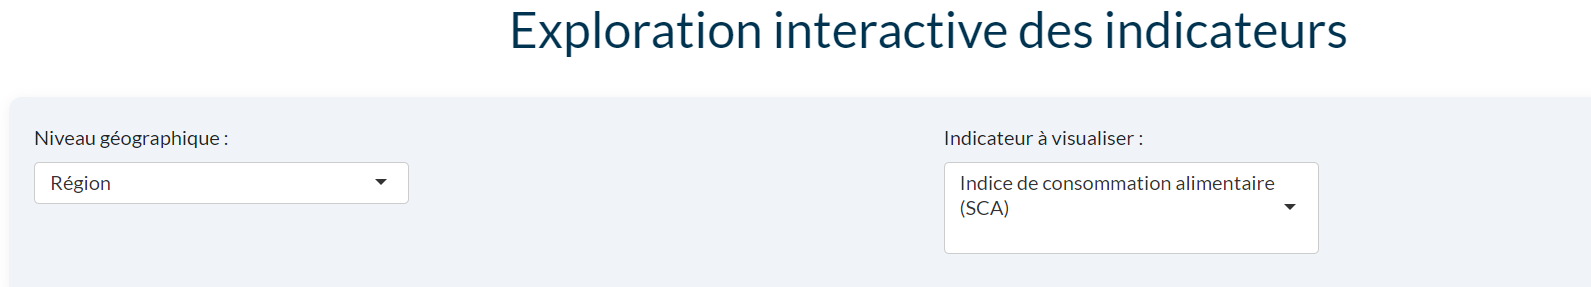 Exploration interactive des indicateurs
Niveau géographique :
Région
Indicateur à visualiser :
Indice de consommation alimentaire
(SCA)